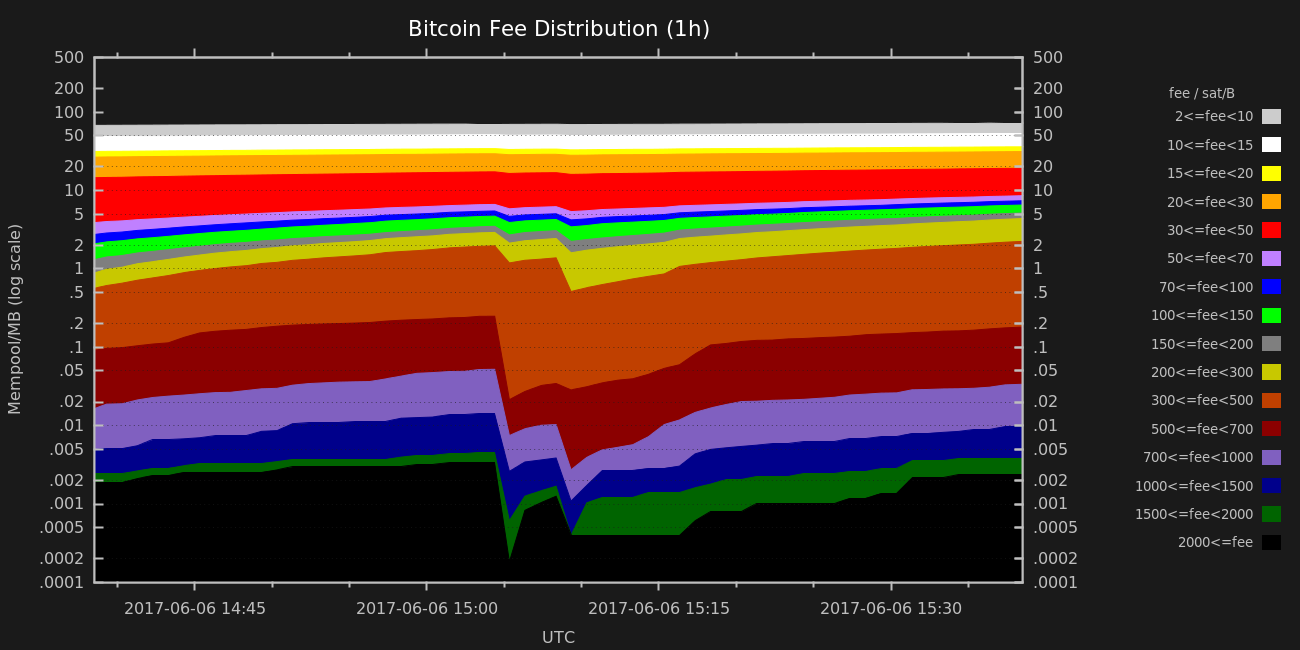 Bitcoin Fee Distribution (1h)
Mempool/MB (log scale)
500
200
100
50
20
10
5
2
1
.5
.2
.1
.05
.02
.01
.005
.002
.001
.0005
.0002
.0001
500
200
100
50
20
10
5
2
1
.5
.2
.1
.05
.02
.01
.005
.002
.001
.0005
.0002
.0001
2017-06-06 14:45
2017-06-06 15:00
2017-06-06 15:15
2017-06-06 15:30
UTC
fee / sat/B
2<=fee<10
10<=fee<15
15<=fee<20
20<=fee<30
30<=fee<50
50<=fee<70
70<=fee<100
100<=fee<150
150<=fee<200
200<=fee<300
300<=fee<500
500<=fee<700
700<=fee<1000
1000<=fee<1500
1500<=fee<2000
2000<=fee